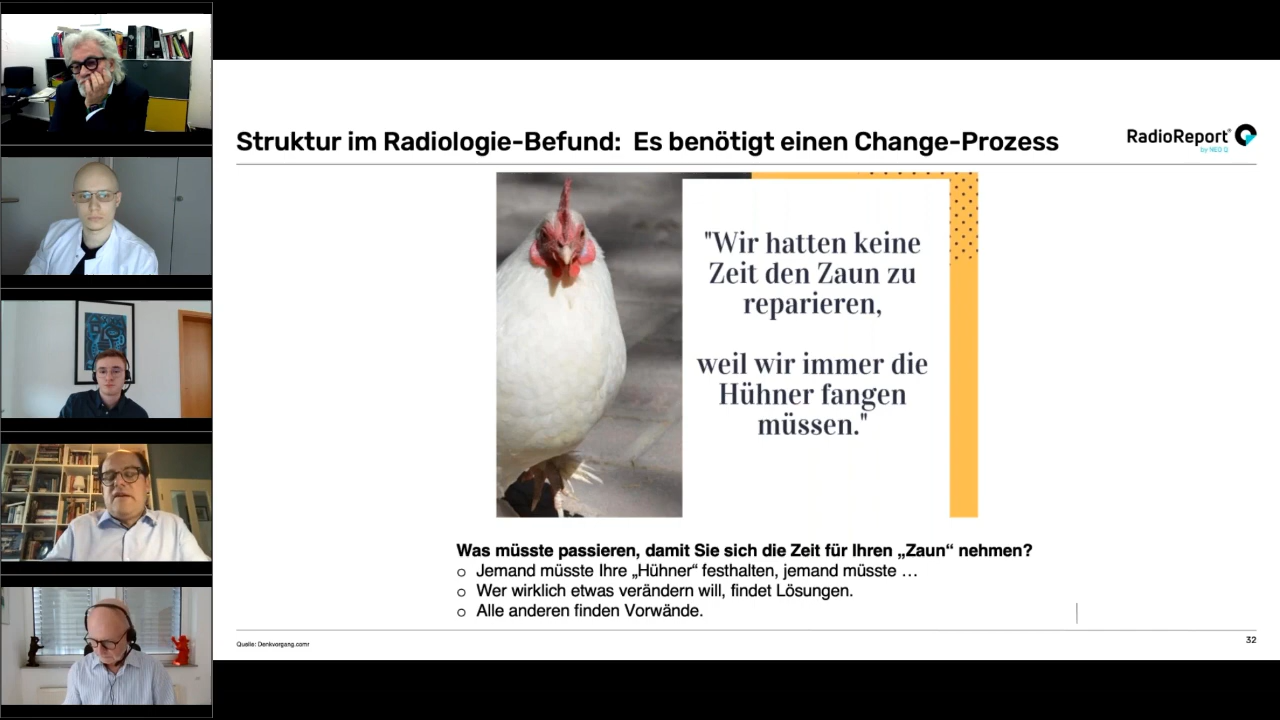 Struktur im Radiologie-Befund: Es benötigt einen Change-Prozess
RadioReport®
by NEO Q
"Wir hatten keine
Zeit den Zaun zu
reparieren,
weil wir immer die
Hühner fangen
müssen."
Was müsste passieren, damit Sie sich die Zeit für Ihren „Zaun“ nehmen?
o Jemand müsste Ihre „Hühner“ festhalten, jemand müsste …
o Wer wirklich etwas verändern will, findet Lösungen.
o Alle anderen finden Vorwände.
Quelle: Denkvorgang.comr
32